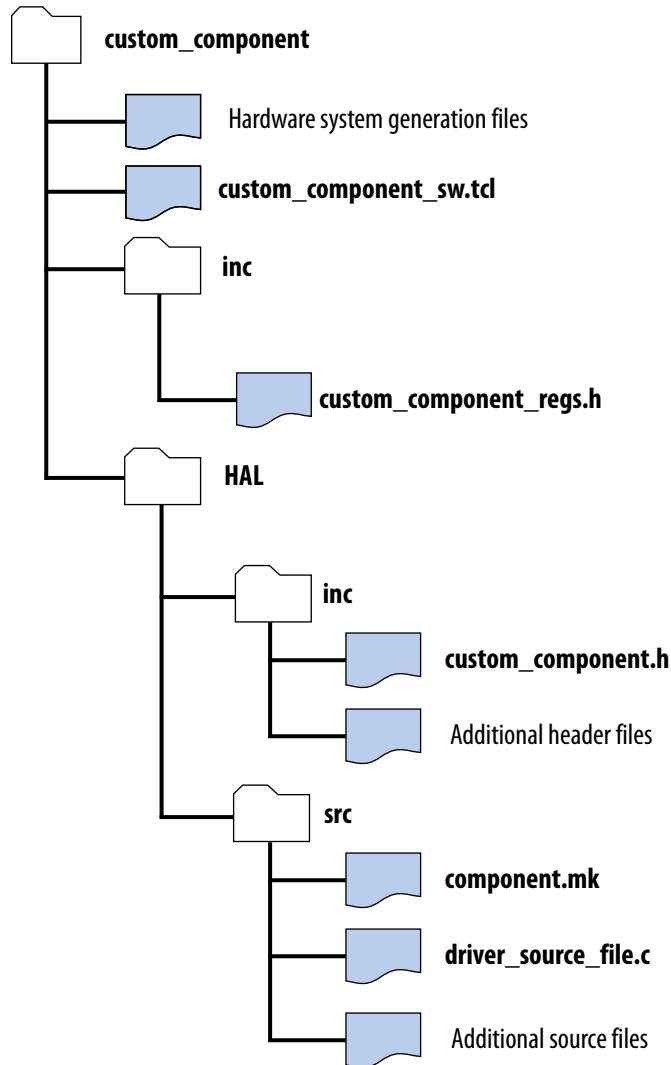 custom_component
Hardware system generation files
custom_component_sw.tcl
inc
custom_component_regs.h
HAL
inc
custom_component.h
Additional header files
src
component.mk
driver_source_file.c
Additional source files